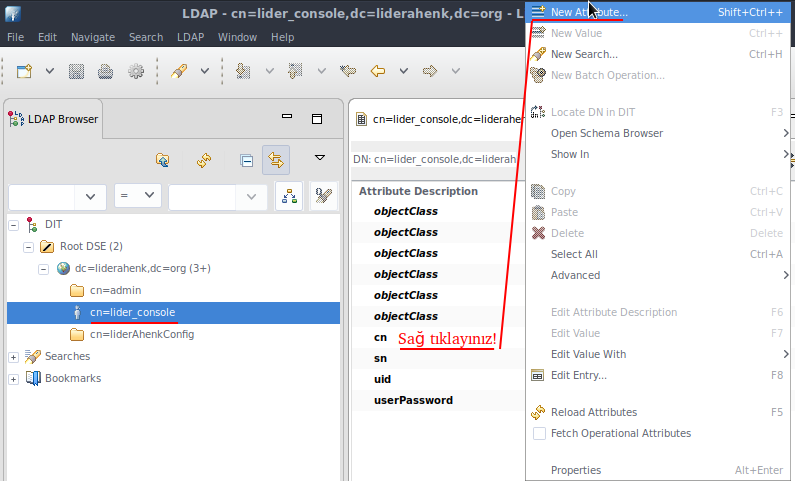 LDAP - cn=lider_console,dc=liderahenk,dc=org - L
File Edit Navigate Search LDAP Window Help
LDAP Browser
=
DIT
Root DSE (2)
dc=liderahenk,dc=org (3+)
cn=admin
cn=lider_console
cn=liderAhenkConfig
Searches
Bookmarks
cn=lider_console,dc=liderahe
DN: cn=lider_console,dc=liderah
Attribute Description
objectClass
objectClass
objectClass
objectClass
objectClass
objectClass
cn
Sağ tıklayınız!
sn
uid
userPassword
New Attribute... Shift+Ctrl++
New Value Ctrl++
New Search... Ctrl+H
New Batch Operation...
Locate DN in DIT F3
Open Schema Browser
Show In
Copy Ctrl+C
Paste Ctrl+V
Delete Delete
Select All Ctrl+A
Advanced
Edit Attribute Description F6
Edit Value F7
Edit Value With
Edit Entry... F8
Reload Attributes F5
Fetch Operational Attributes
Properties Alt+Enter